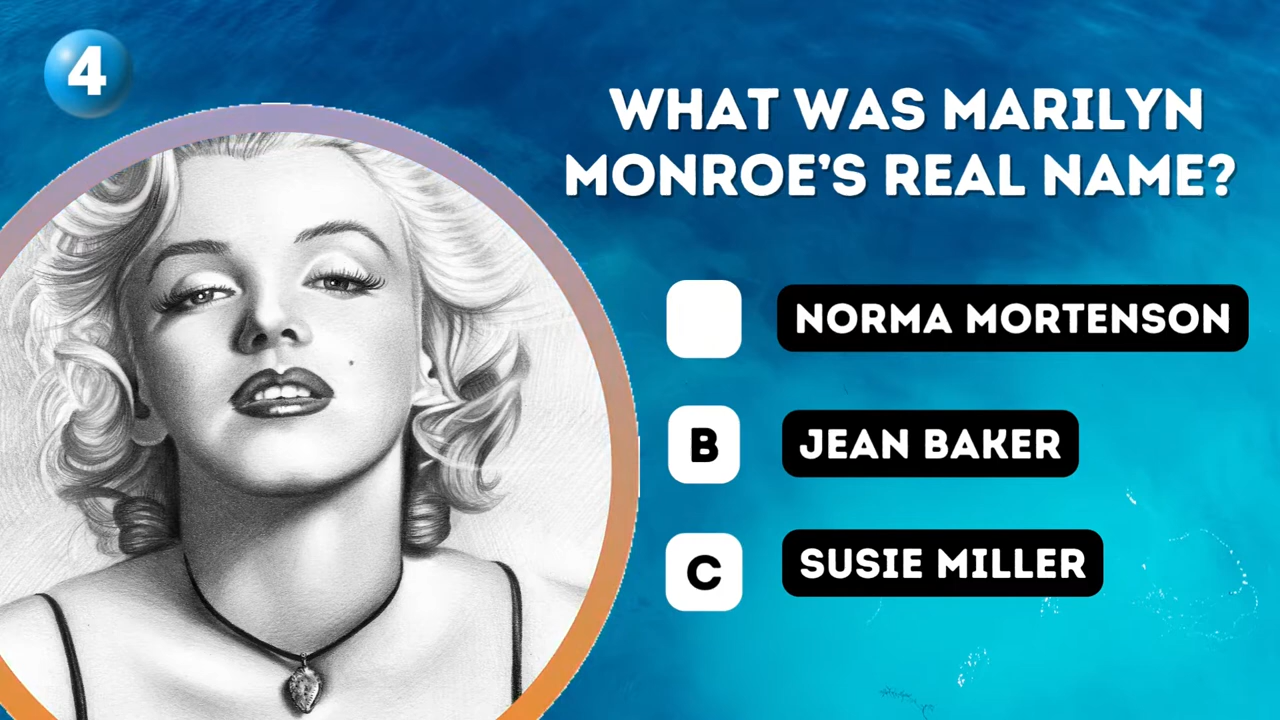 4
WHAT WAS MARILYN
MONROE’S REAL NAME?
NORMA MORTENSON
B JEAN BAKER
C SUSIE MILLER